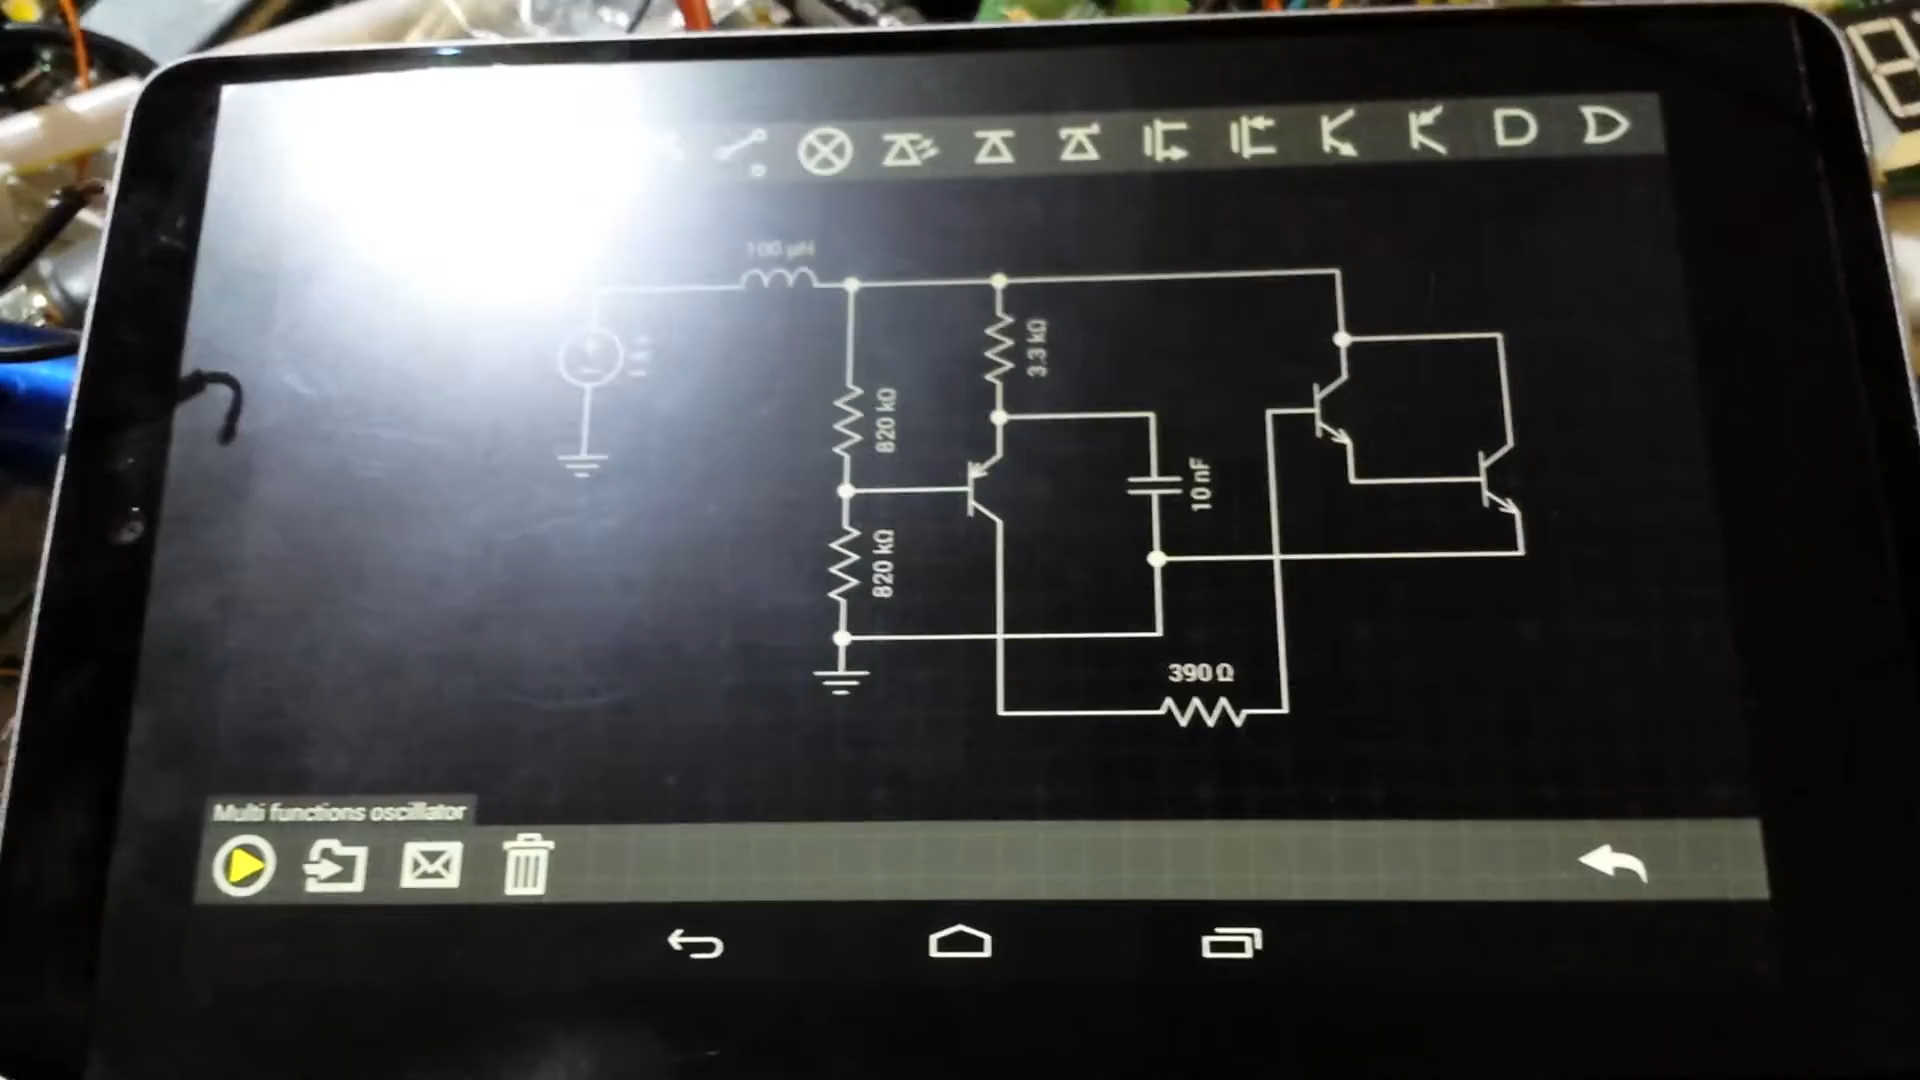 100 µH
3.3 kΩ
820 kΩ
10 nF
820 kΩ
390 Ω
Multi functions oscillator